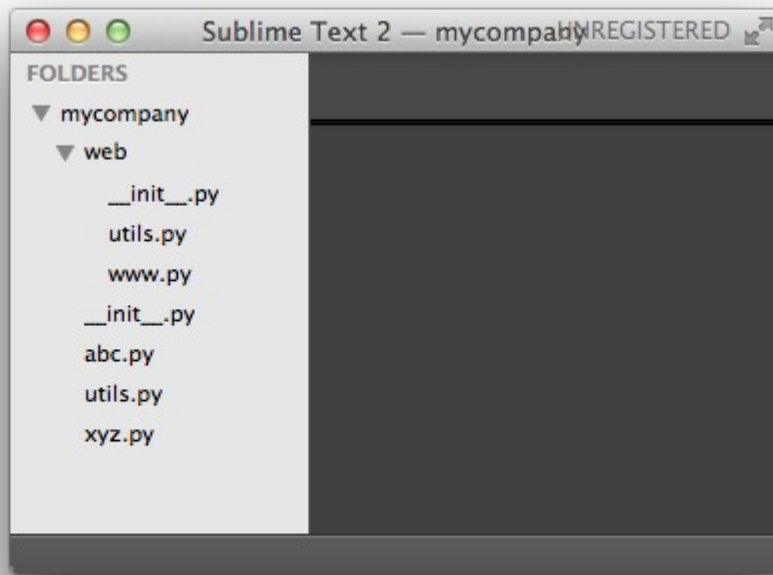 Sublime Text 2 — mycompany UNREGISTERED
FOLDERS
mycompany
web
__init__.py
utils.py
www.py
__init__.py
abc.py
utils.py
xyz.py